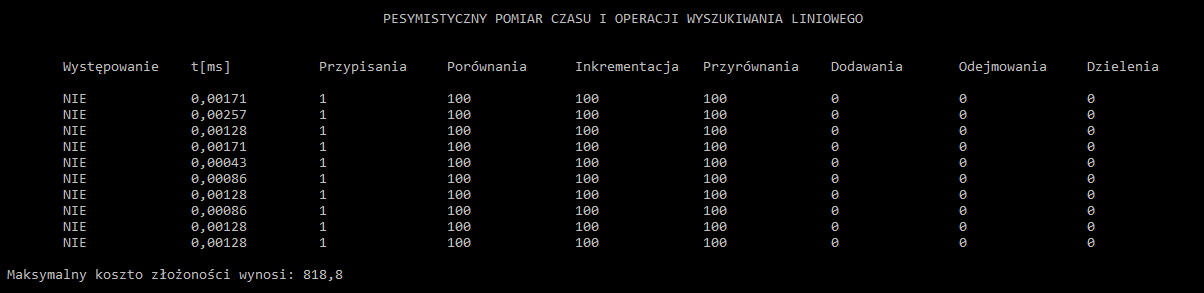 PESYMISTYCZNY POMIAR CZASU I OPERACJI WYSZUKIWANIA LINIOWEGO
Występowanie t[ms] Przypisania Porównania Inkrementacja Przyrównania Dodawania Odejmowania Dzielenia
NIE 0,00171 1 100 100 100 0 0 0
NIE 0,00257 1 100 100 100 0 0 0
NIE 0,00128 1 100 100 100 0 0 0
NIE 0,00171 1 100 100 100 0 0 0
NIE 0,00043 1 100 100 100 0 0 0
NIE 0,00086 1 100 100 100 0 0 0
NIE 0,00128 1 100 100 100 0 0 0
NIE 0,00086 1 100 100 100 0 0 0
NIE 0,00128 1 100 100 100 0 0 0
NIE 0,00128 1 100 100 100 0 0 0
Maksymalny koszto złożoności wynosi: 818,8